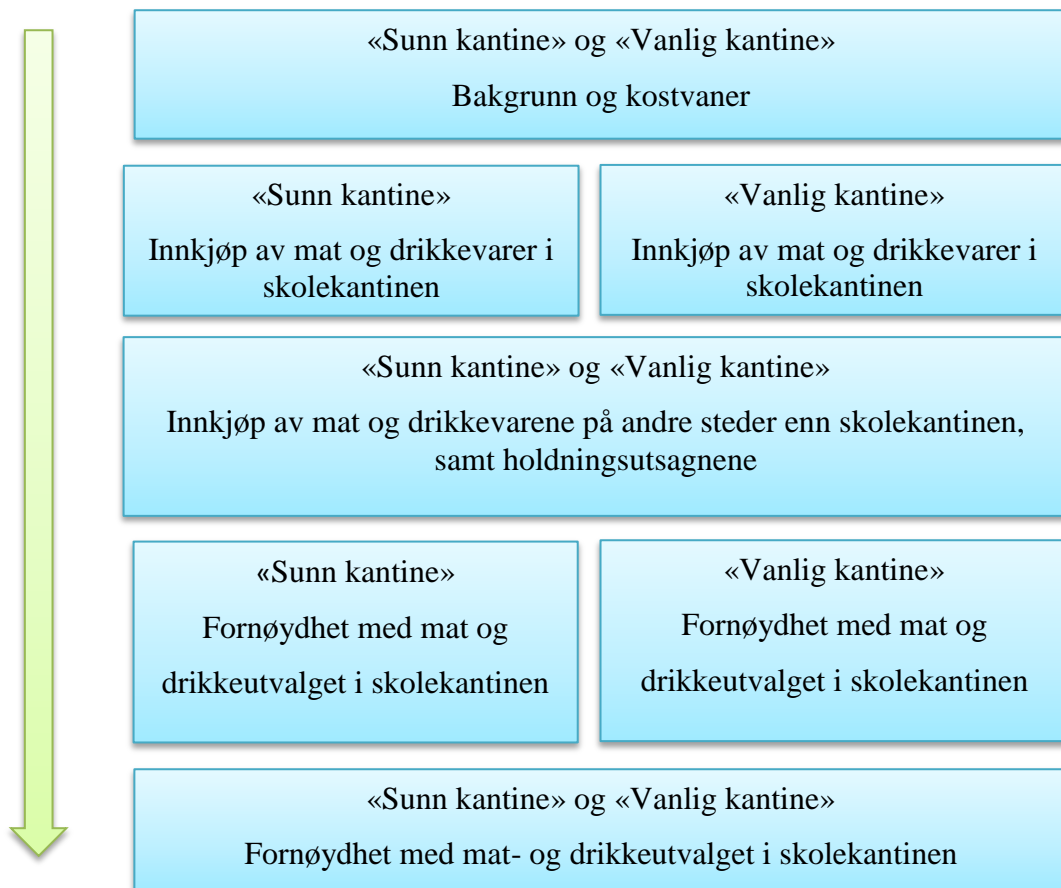 «Sunn kantine» og «Vanlig kantine»
Bakgrunn og kostvaner
«Sunn kantine»
Innkjøp av mat og drikkevarer i
skolekantinen
«Vanlig kantine»
Innkjøp av mat og drikkevarer i
skolekantinen
«Sunn kantine» og «Vanlig kantine»
Innkjøp av mat og drikkevarene på andre steder enn skolekantinen,
samt holdningsutsagnene
«Sunn kantine»
Fornøydhet med mat og
drikkeutvalget i skolekantinen
«Vanlig kantine»
Fornøydhet med mat og
drikkeutvalget i skolekantinen
«Sunn kantine» og «Vanlig kantine»
Fornøydhet med mat- og drikkeutvalget i skolekantinen